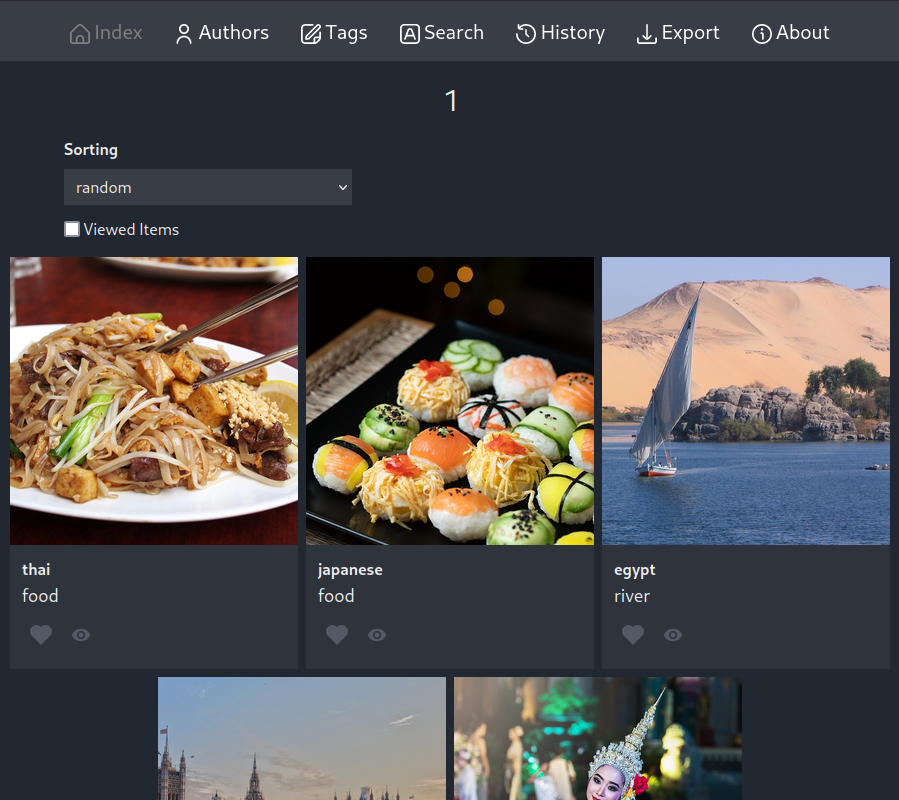 Index Authors Tags Search History Export About
1
Sorting
random
Viewed Items
thai
food
japanese
food
egypt
river